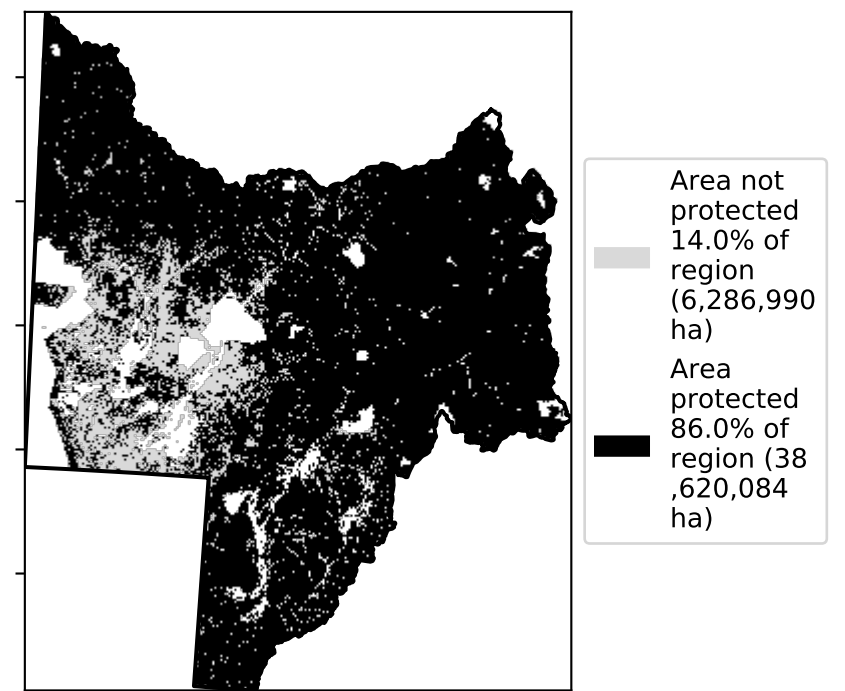 Area not
protected
14.0% of
region
(6,286,990
ha)
Area
protected
86.0% of
region (38
,620,084
ha)